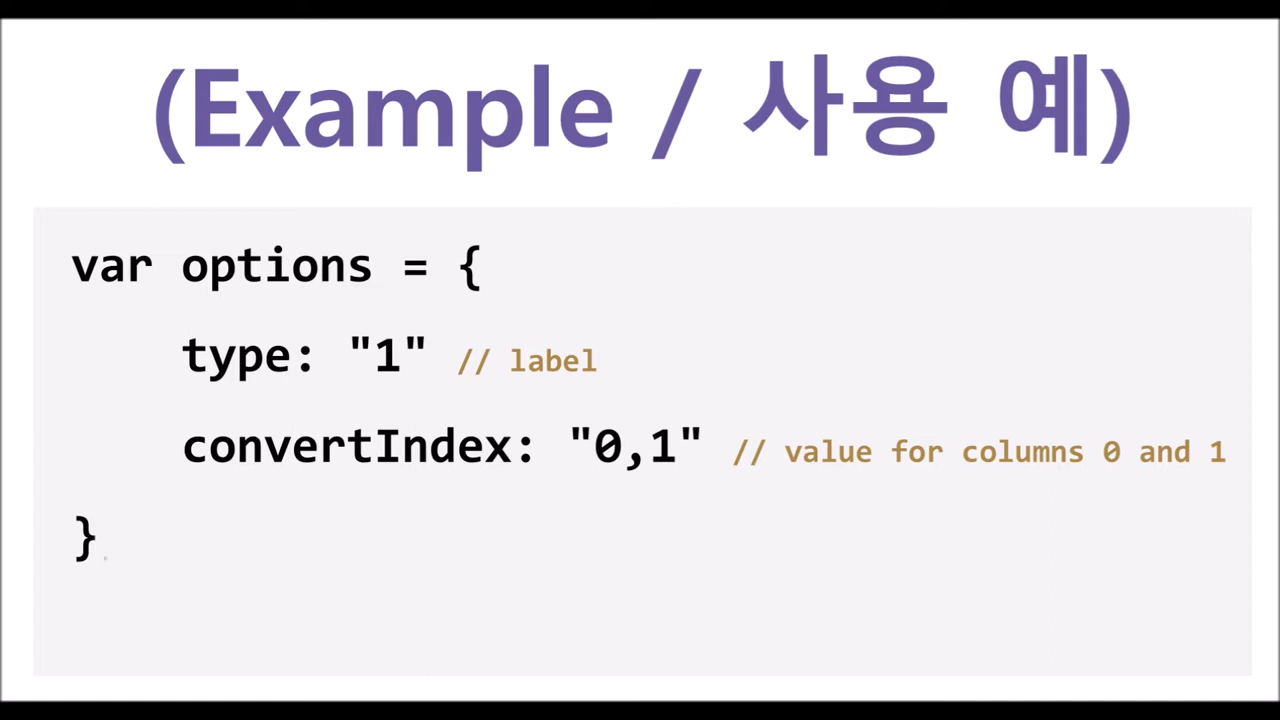 (Example / 사용 예)
var options = {
type: "1" // label
convertIndex: "0,1" // value for columns 0 and 1
}